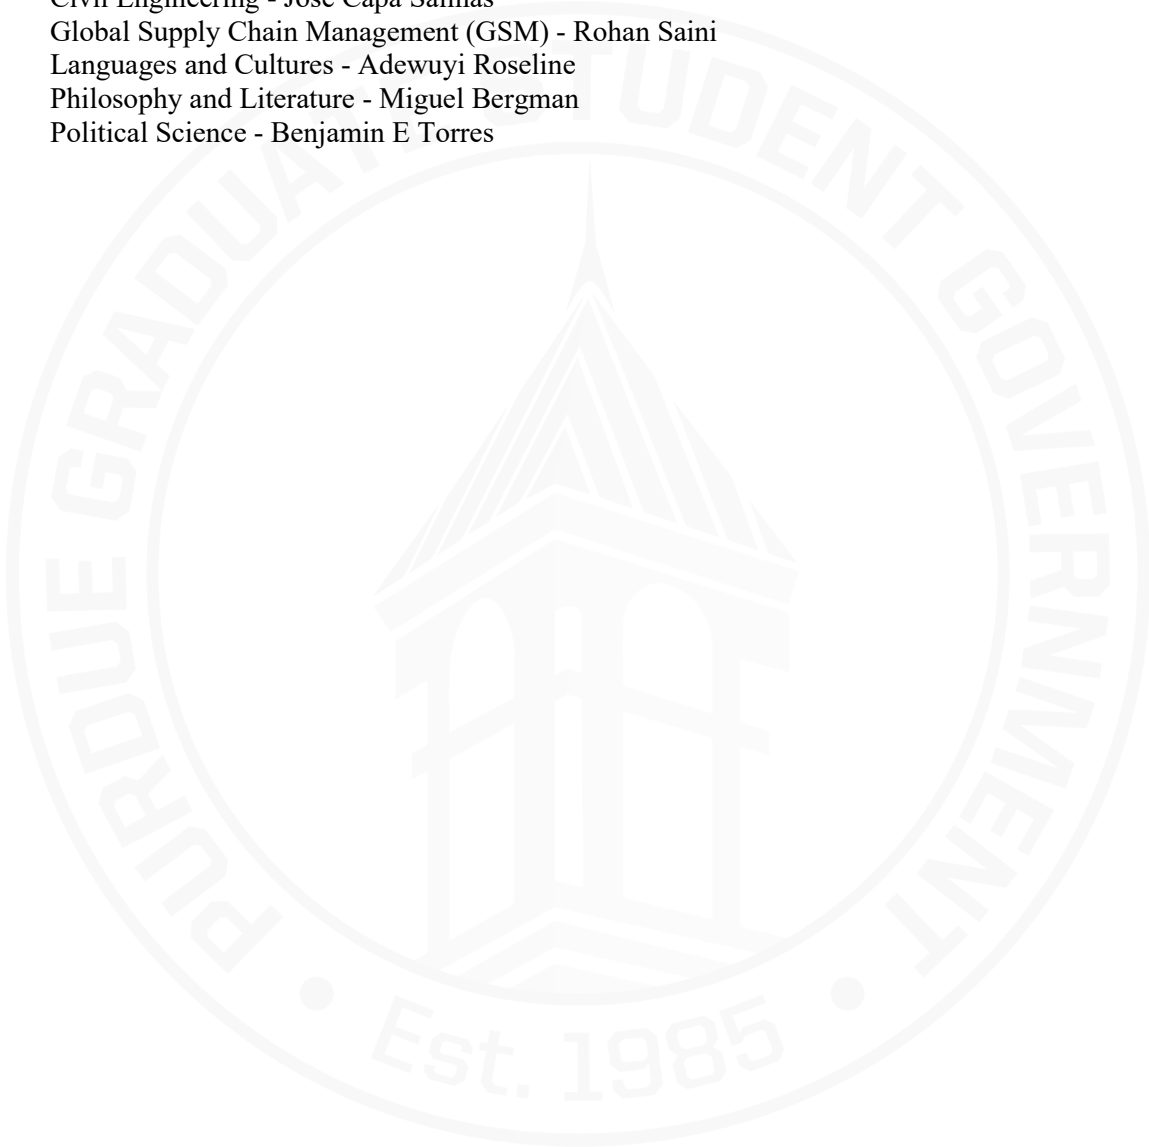 Civil Engineering - Jose Capa Salinas
Global Supply Chain Management (GSM) - Rohan Saini
Languages and Cultures - Adewuyi Roseline
Philosophy and Literature - Miguel Bergman
Political Science - Benjamin E Torres
PURDUE GRADUATE STUDENT GOVERNMENT
Est. 1985